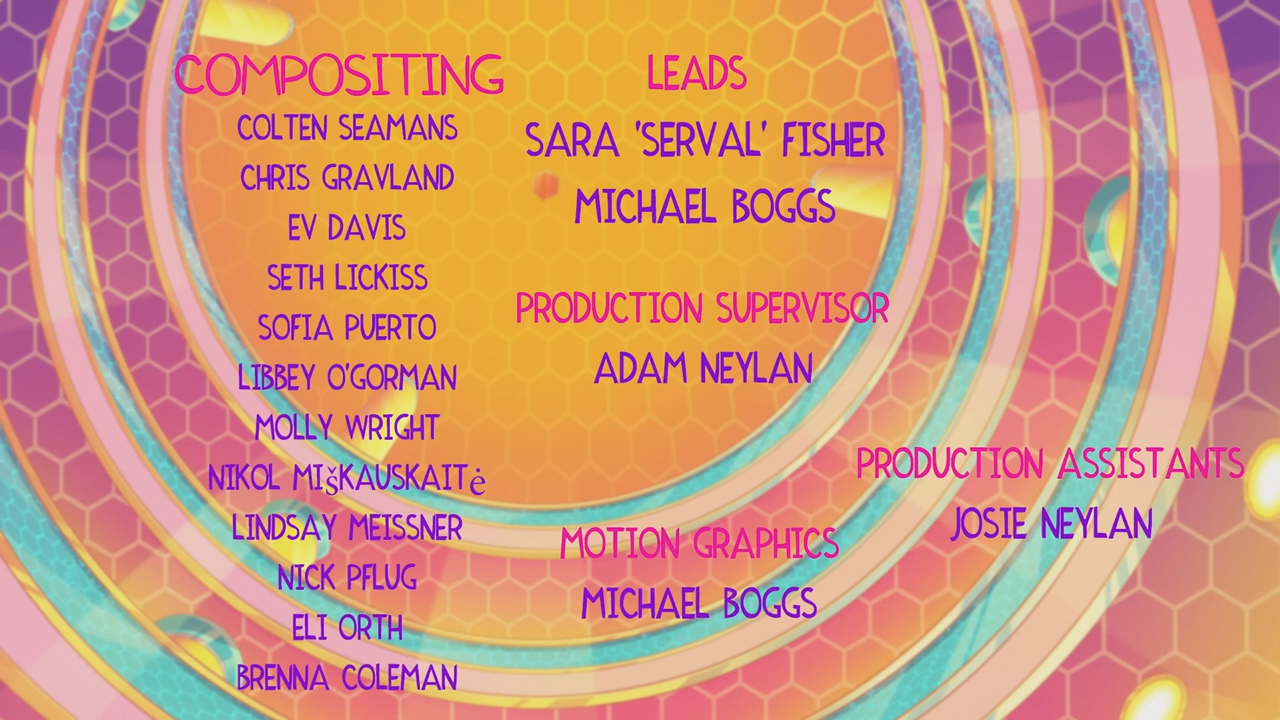 COMPOSITING
COLTEN SEAMANS
CHRIS GRAVLAND
EV DAVIS
SETH LICKISS
SOFIA PUERTO
LIBBEY O'GORMAN
MOLLY WRIGHT
NIKOL MIšKAUSKAITė
LINDSAY MEISSNER
NICK PFLUG
ELI ORTH
BRENNA COLEMAN
LEADS
SARA 'SERVAL' FISHER
MICHAEL BOGGS
PRODUCTION SUPERVISOR
ADAM NEYLAN
MOTION GRAPHICS
MICHAEL BOGGS
PRODUCTION ASSISTANTS
JOSIE NEYLAN